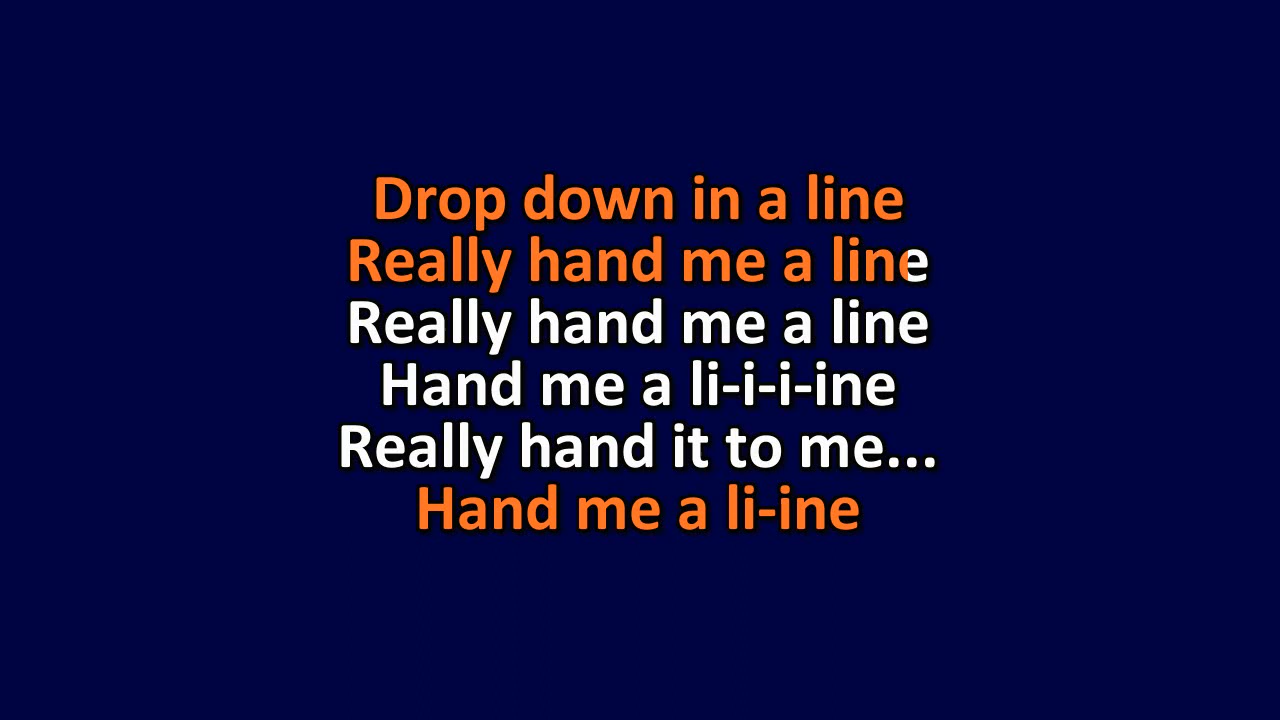 Drop down in a line
Really hand me a line
Really hand me a line
Hand me a li-i-i-ine
Really hand it to me...
Hand me a li-ine